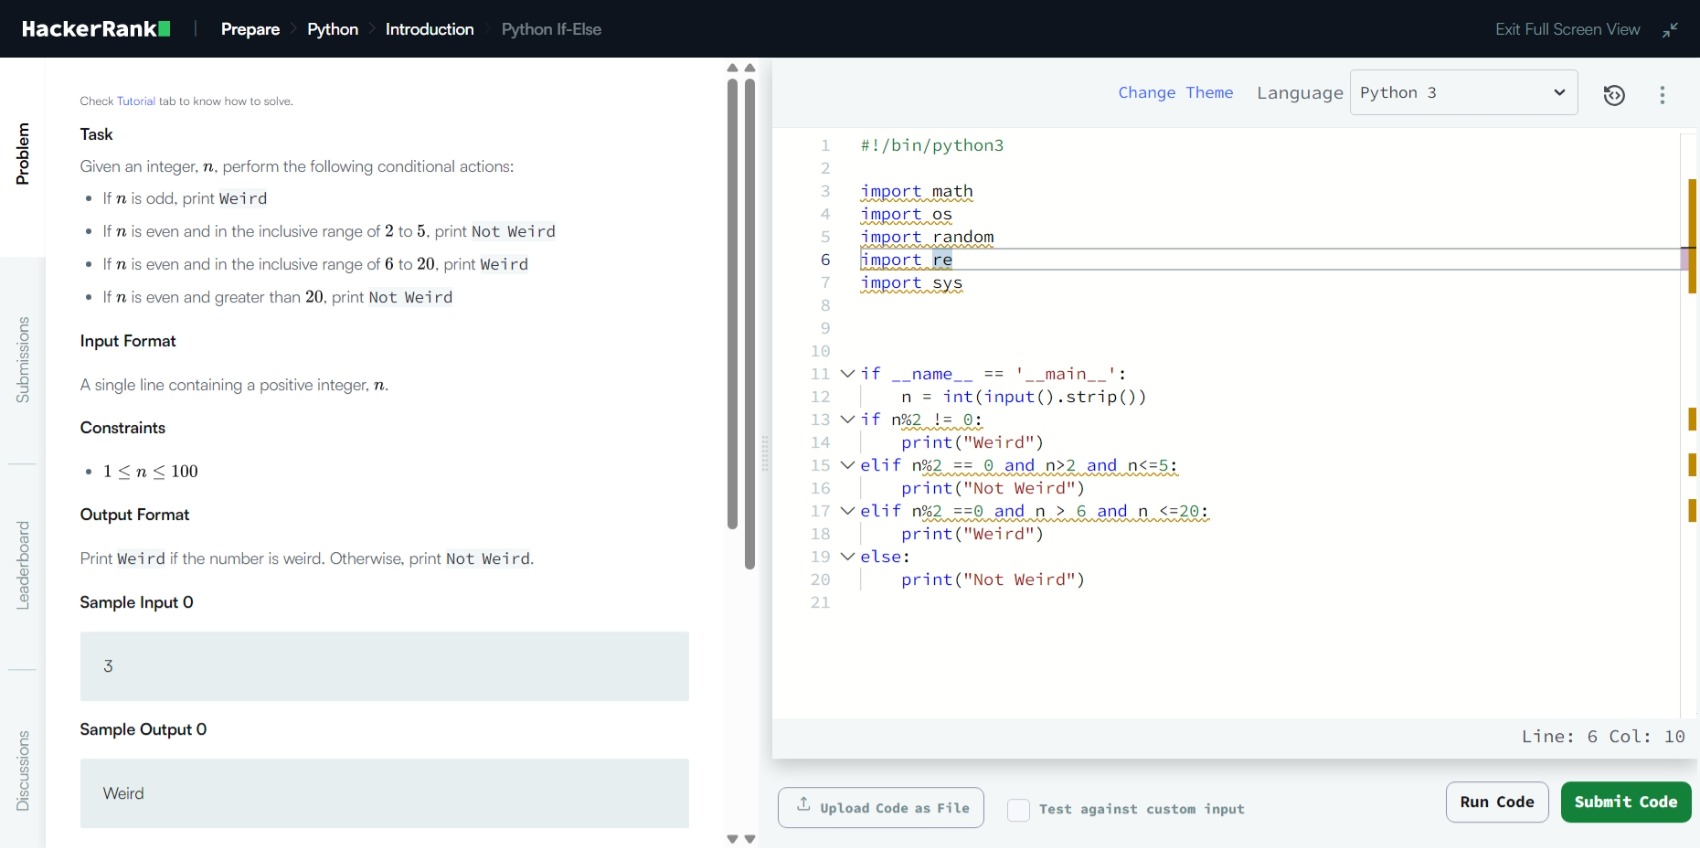 HackerRank | Prepare Python Introduction Python If-Else Exit Full Screen View
Problem
Submissions
Leaderboard
Discussions
Check Tutorial tab to know how to solve.
Task
Given an integer, n, perform the following conditional actions:
• If n is odd, print Weird
• If n is even and in the inclusive range of 2 to 5, print Not Weird
• If n is even and in the inclusive range of 6 to 20, print Weird
• If n is even and greater than 20, print Not Weird
Input Format
A single line containing a positive integer, n.
Constraints
• 1 ≤ n ≤ 100
Output Format
Print Weird if the number is weird. Otherwise, print Not Weird.
Sample Input 0
3
Sample Output 0
Weird
Change Theme Language Python 3
1 #!/bin/python3
2
3 import math
4 import os
5 import random
6 import re
7 import sys
8
9
10
11 if __name__ == '__main__':
12     n = int(input().strip())
13 if n%2 != 0:
14     print("Weird")
15 elif n%2 == 0 and n>2 and n<=5:
16     print("Not Weird")
17 elif n%2 ==0 and n > 6 and n <=20:
18     print("Weird")
19 else:
20     print("Not Weird")
21
Line: 6 Col: 10
Upload Code as File Test against custom input Run Code Submit Code